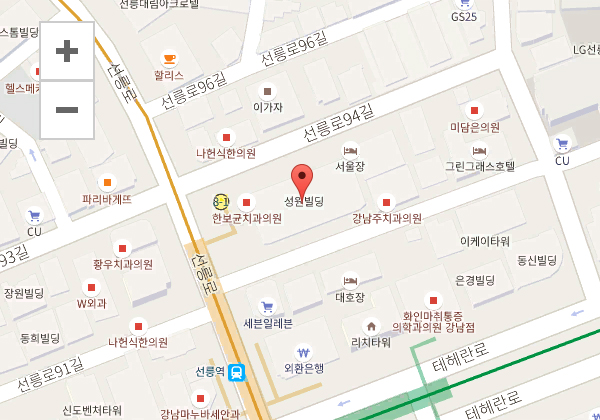 선릉대림아크로텔
GS25
스톰빌딩
LG선릉
할리스
선릉로96길
선릉로96길
헬스메카
선릉로
이가자
선릉로94길
미담은의원
빌딩
나헌식한의원
서울장
그린그래스호텔
CU
파리바게뜨
8-1
성원빌딩
한보균치과의원
강남주치과의원
CU
이케이타워
93길
황우치과의원
선릉로
동신빌딩
은경빌딩
장원빌딩
W외과
대호장
화인마취통증
의학과의원 강남점
세븐일레븐
나헌식한의원
동희빌딩
리치타워
테헤란로
외환은행
선릉역
선릉로91길
강남마누바세안과
신도벤처타워
테헤란로